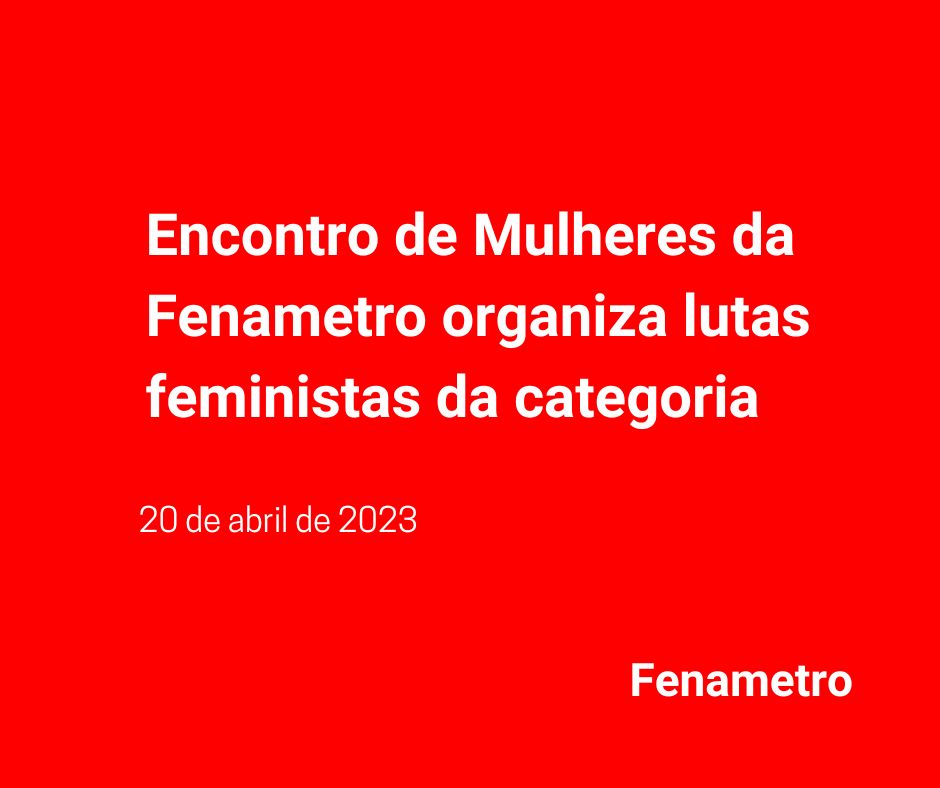 Encontro de Mulheres da
Fenametro organiza lutas
feministas da categoria
20 de abril de 2023
Fenametro